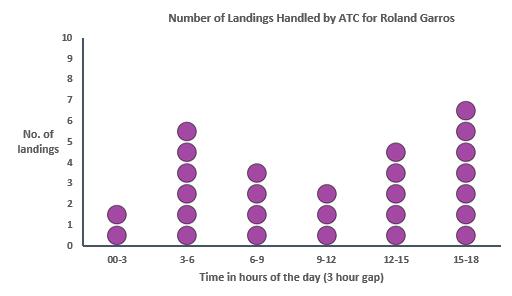 Number of Landings Handled by ATC for Roland Garros
10
9
8
7
6
5
4
3
2
1
0
No. of
landings
00-3 3-6 6-9 9-12 12-15 15-18
Time in hours of the day (3 hour gap)